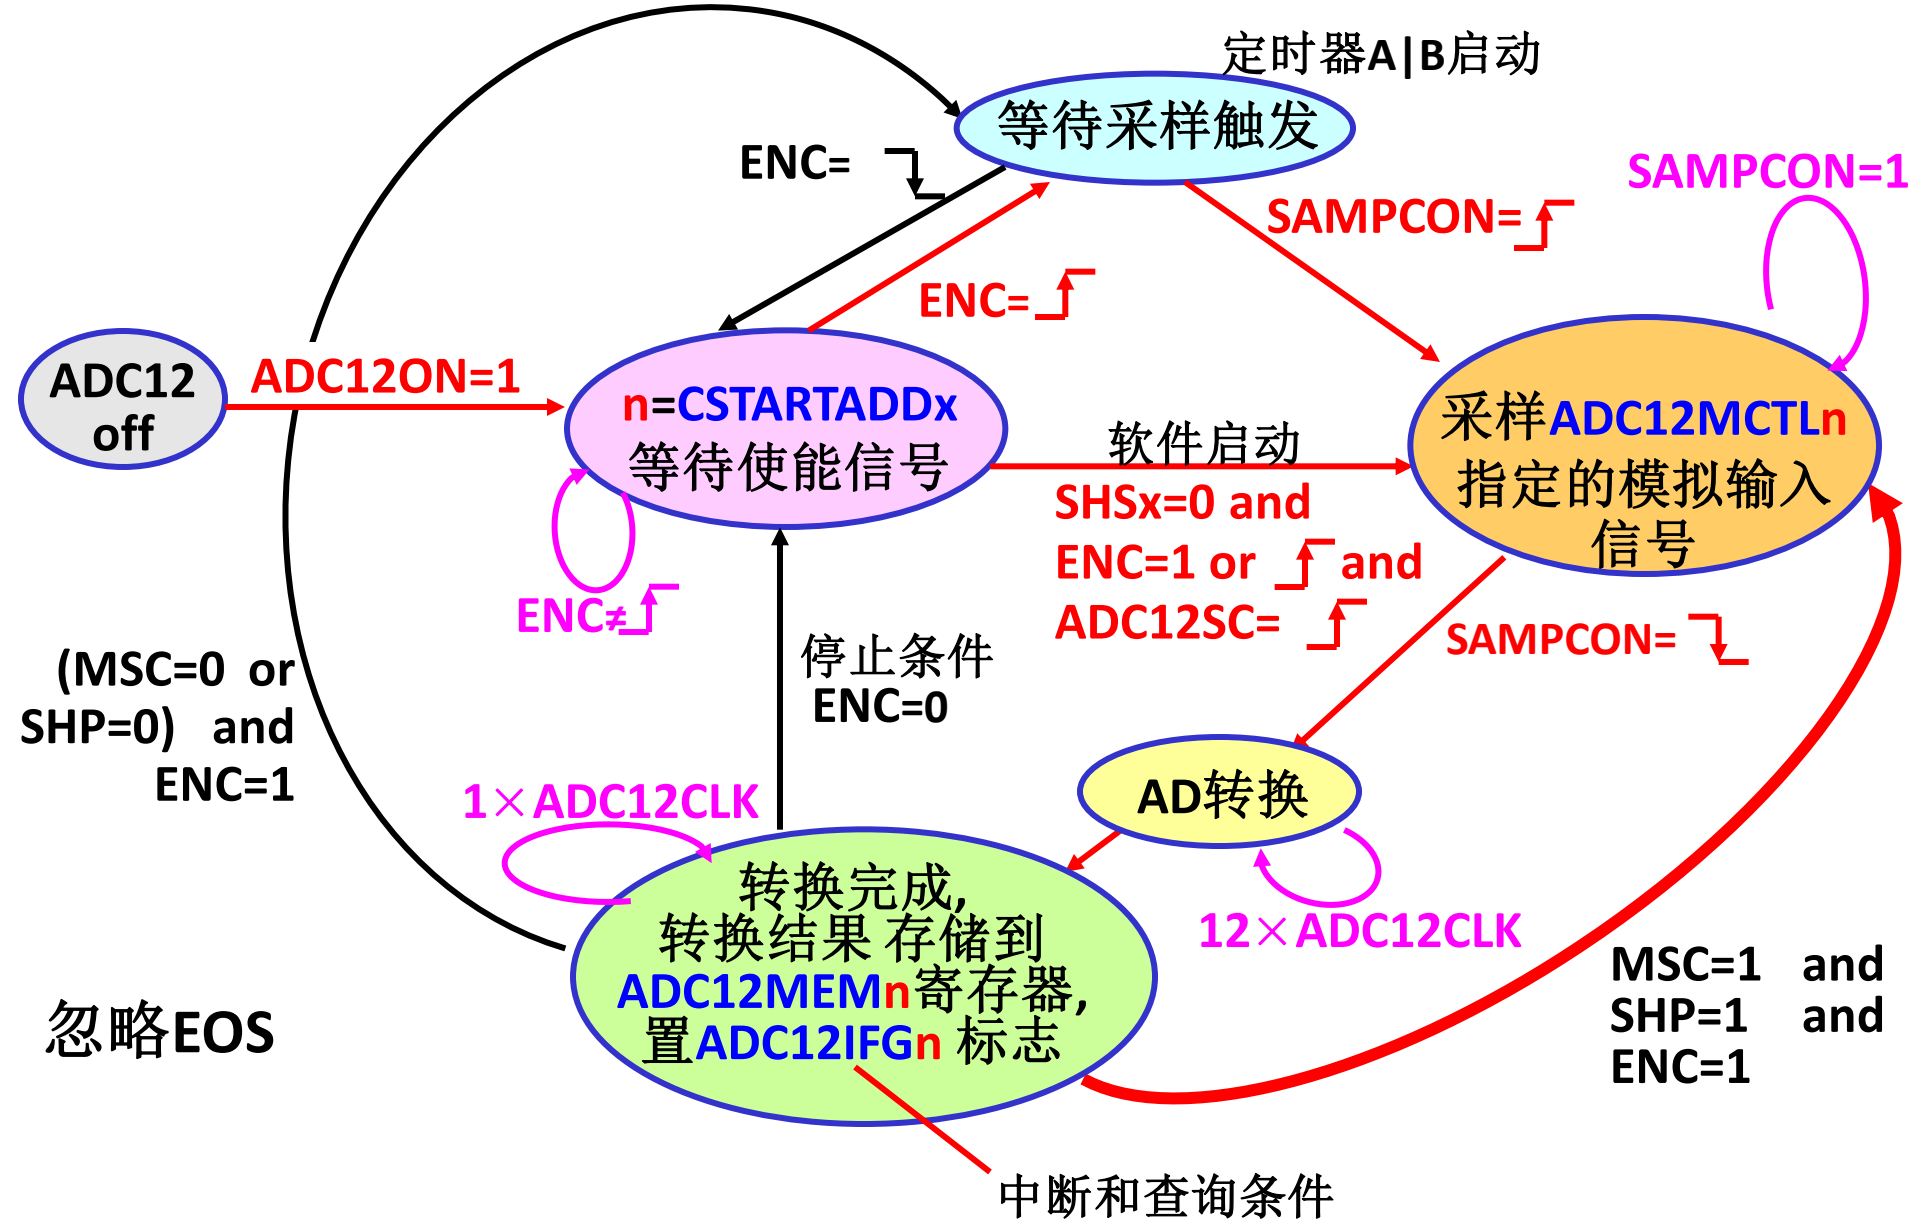 定时器A|B启动
等待采样触发
ENC=
SAMPCON=1
SAMPCON=
ENC=
ADC12
off
ADC12ON=1
n=CSTARTADDx
等待使能信号
软件启动
SHSx=0 and
ENC=1 or and
ADC12SC=
采样ADC12MCTLn
指定的模拟输入
信号
ENC≠
SAMPCON=
停止条件
ENC=0
(MSC=0 or
SHP=0) and
ENC=1
1×ADC12CLK
AD转换
12×ADC12CLK
转换完成,
转换结果 存储到
ADC12MEMn寄存器,
置ADC12IFGn 标志
MSC=1 and
SHP=1 and
ENC=1
忽略EOS
中断和查询条件